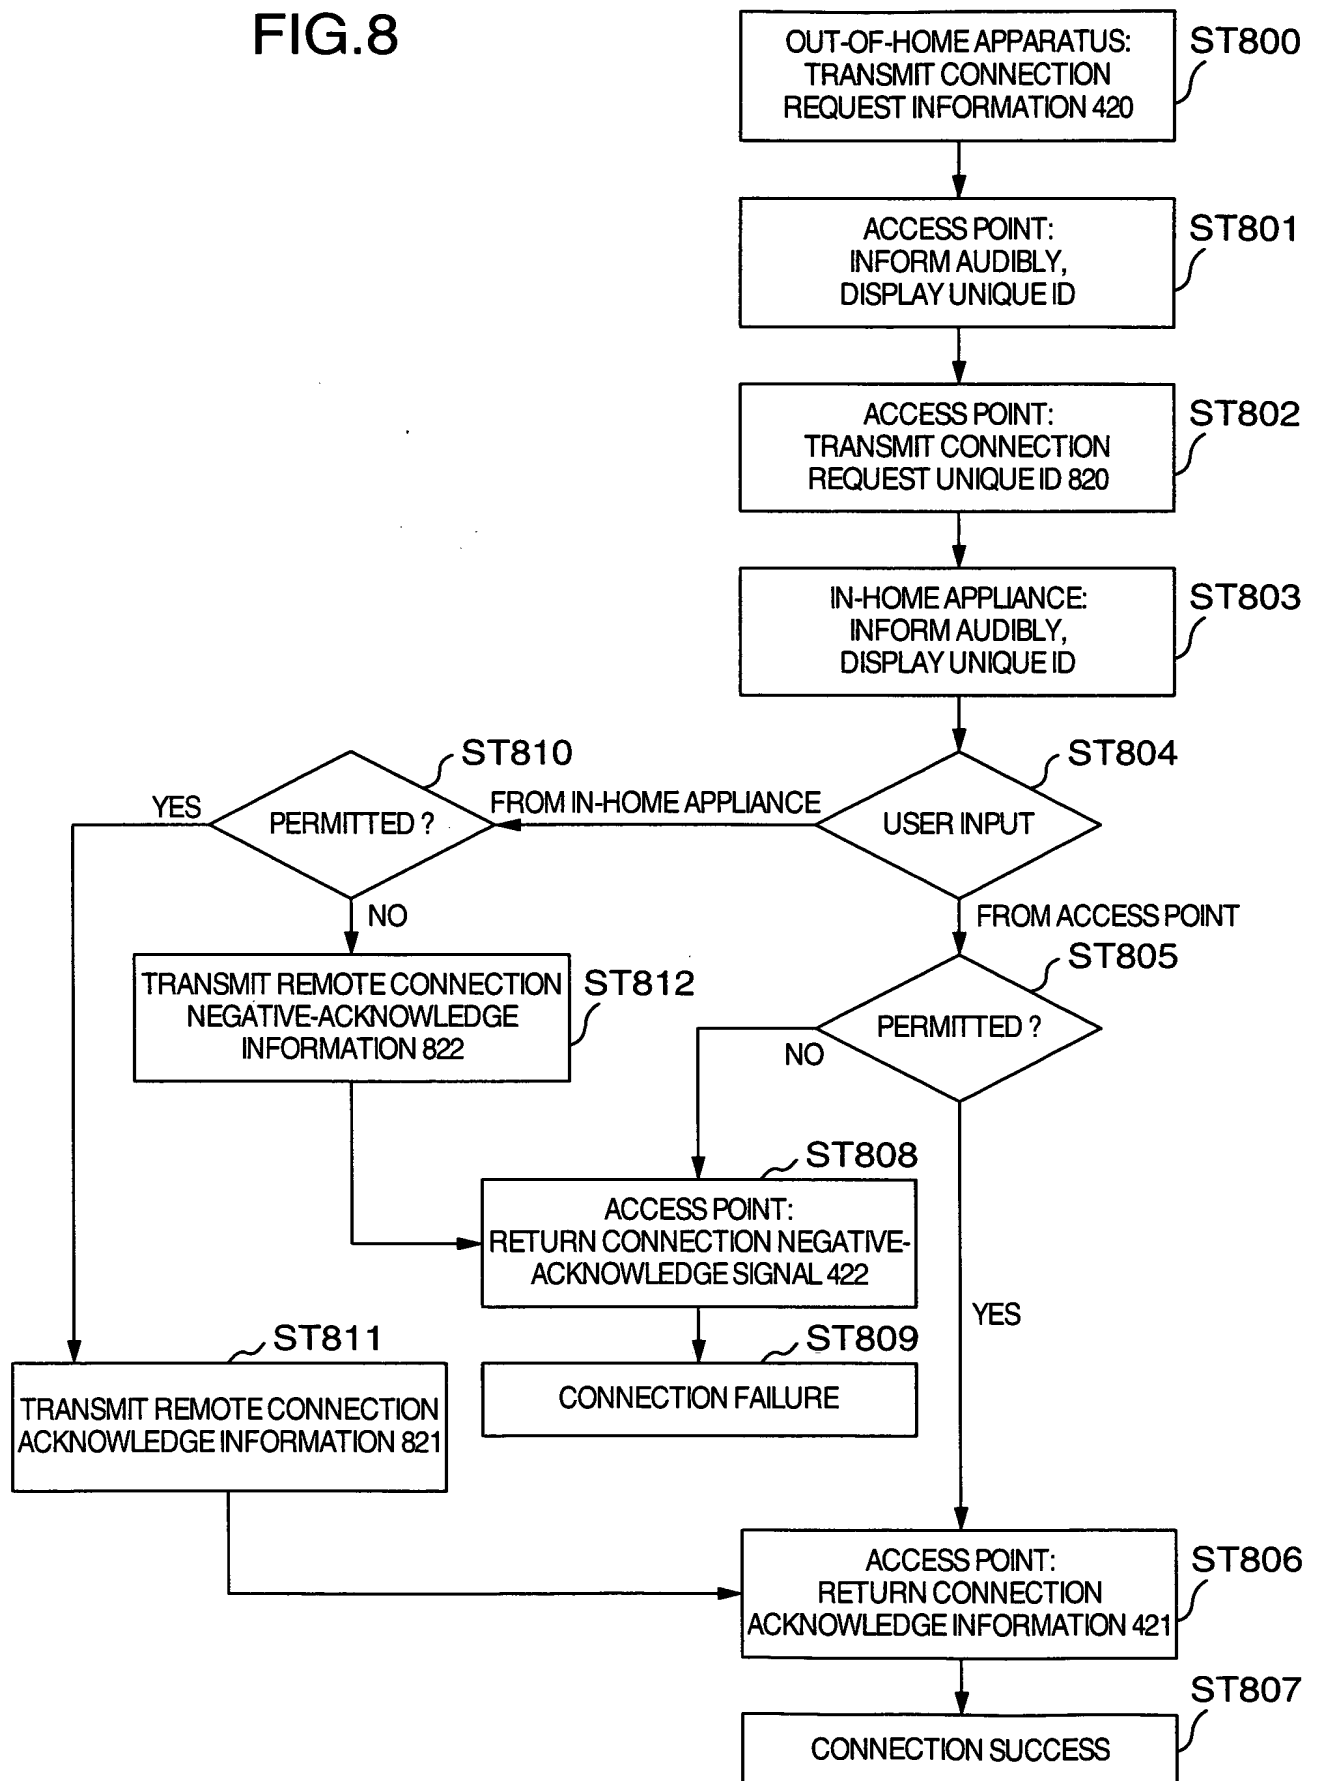 FIG.8
OUT-OF-HOME APPARATUS:
TRANSMIT CONNECTION
REQUEST INFORMATION 420
ST800
ACCESS POINT:
INFORM AUDIBLY,
DISPLAY UNIQUE ID
ST801
ACCESS POINT:
TRANSMIT CONNECTION
REQUEST UNIQUE ID 820
ST802
IN-HOME APPLIANCE:
INFORM AUDIBLY,
DISPLAY UNIQUE ID
ST803
ST810
ST804
YES
PERMITTED ?
FROM IN-HOME APPLIANCE
USER INPUT
NO
FROM ACCESS POINT
ST805
TRANSMIT REMOTE CONNECTION
NEGATIVE-ACKNOWLEDGE
INFORMATION 822
ST812
PERMITTED ?
NO
ST808
ACCESS POINT:
RETURN CONNECTION NEGATIVE-
ACKNOWLEDGE SIGNAL 422
YES
ST811
ST809
TRANSMIT REMOTE CONNECTION
ACKNOWLEDGE INFORMATION 821
CONNECTION FAILURE
ACCESS POINT:
RETURN CONNECTION
ACKNOWLEDGE INFORMATION 421
ST806
ST807
CONNECTION SUCCESS